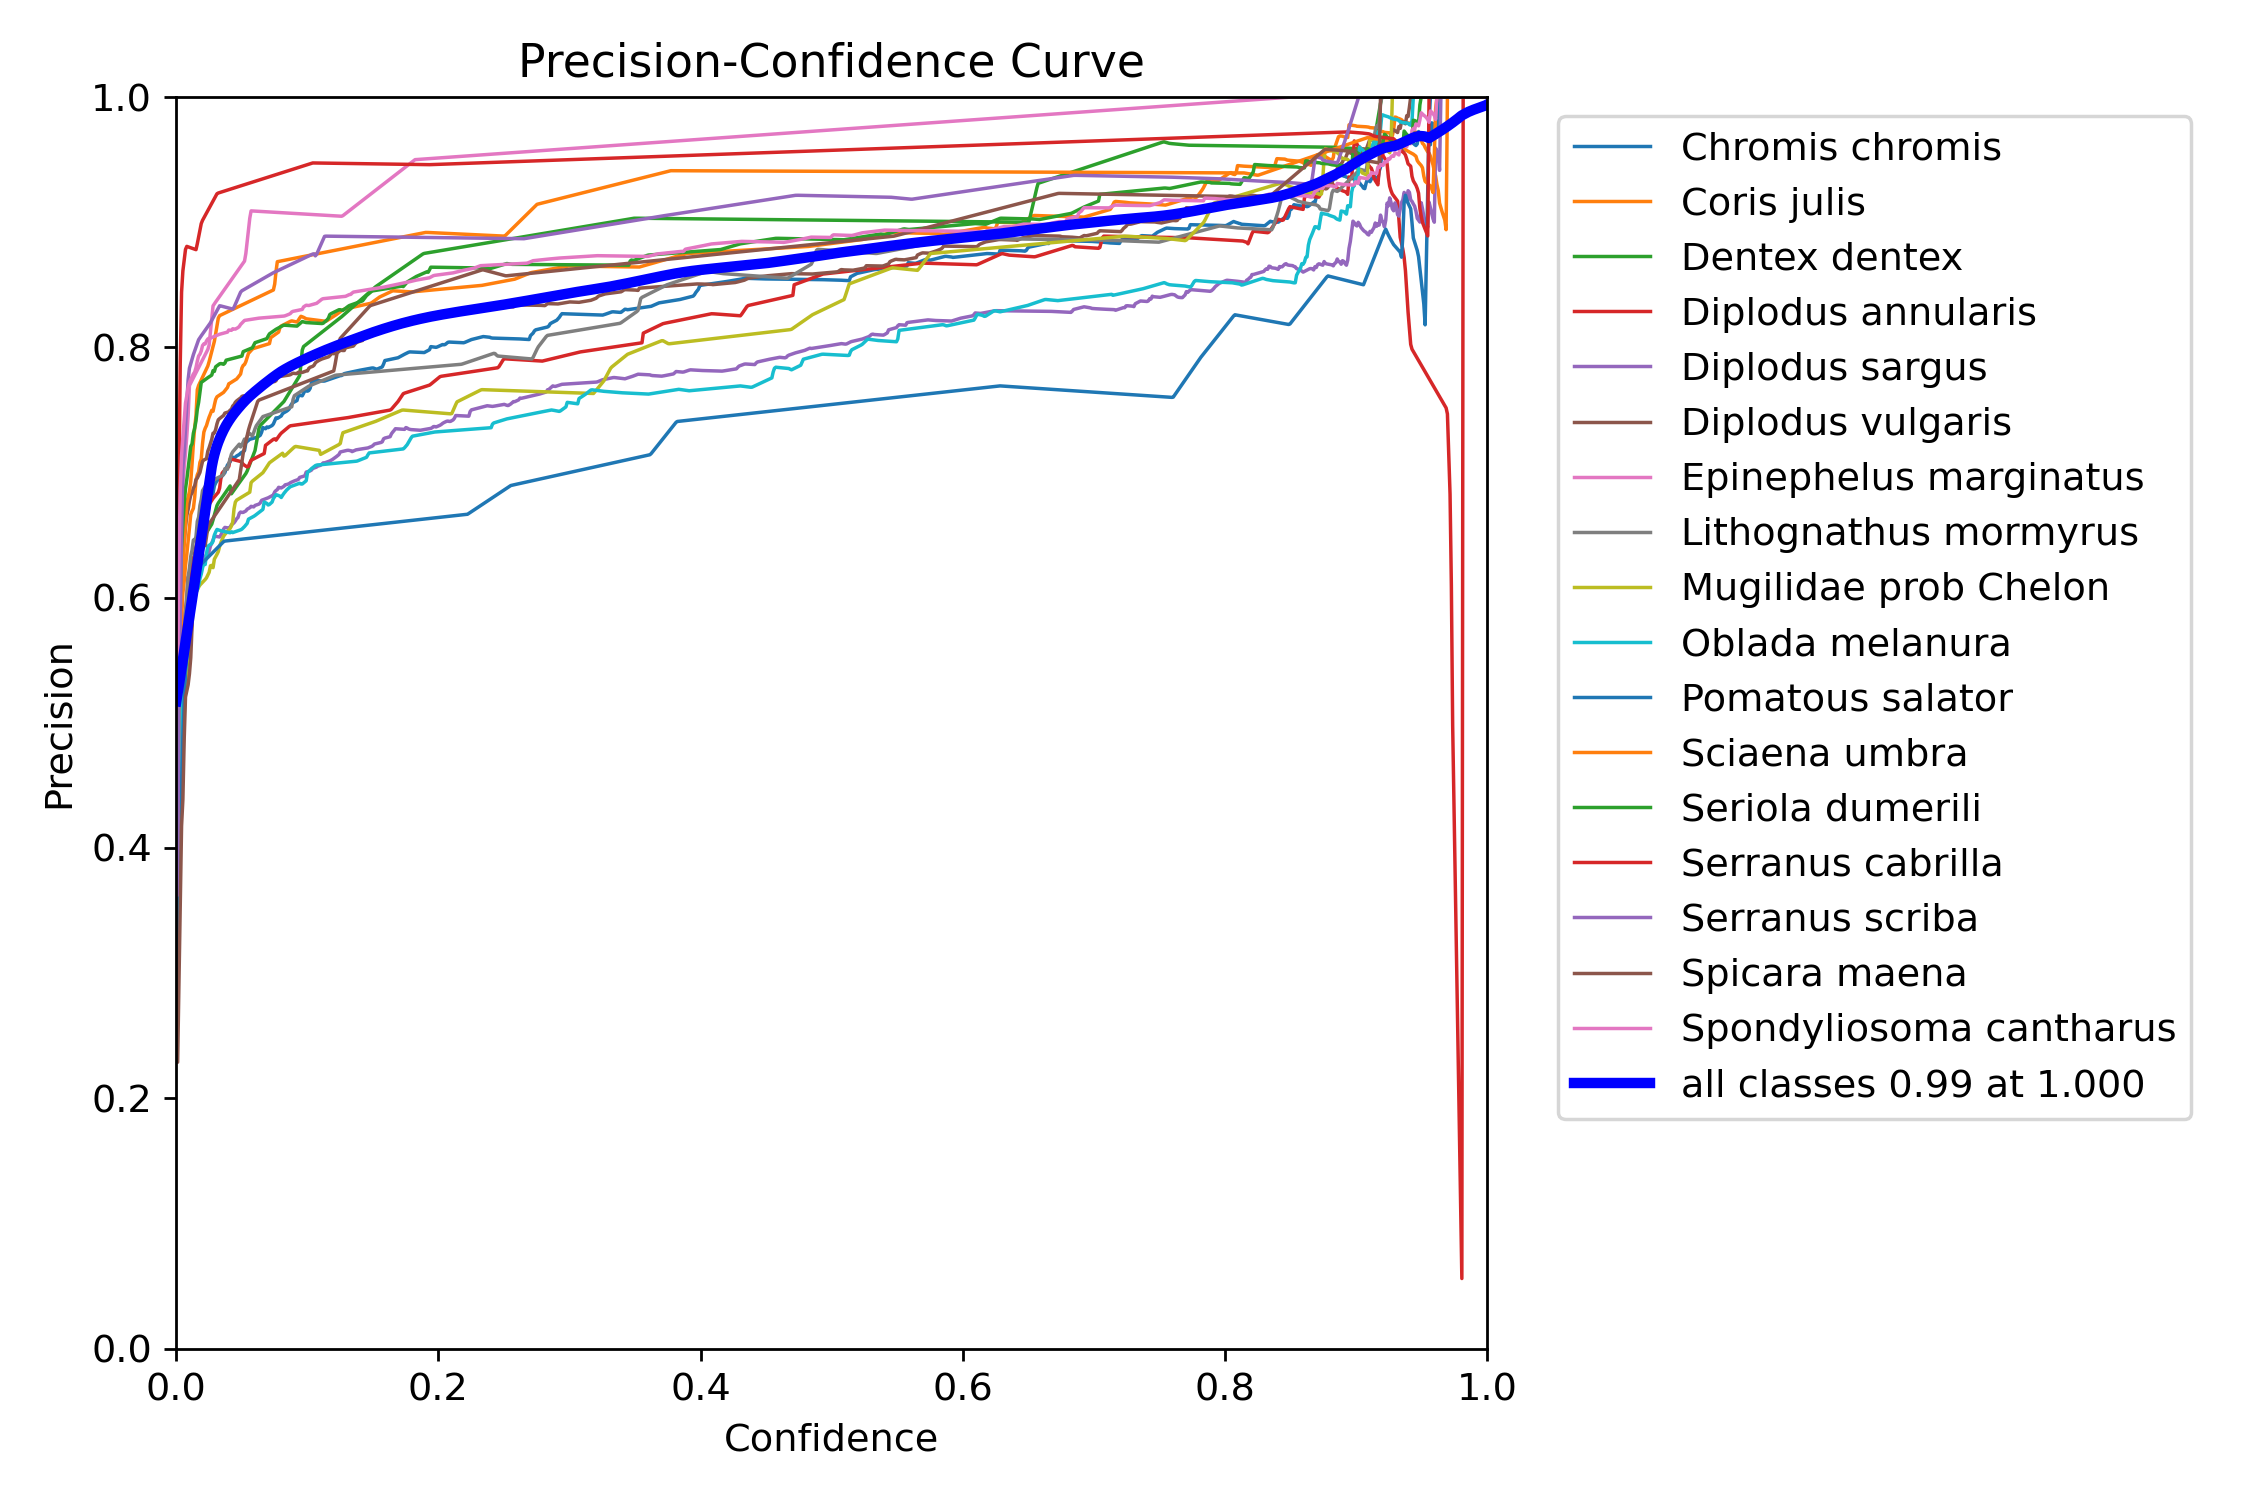 Precision-Confidence Curve
1.0
0.8
0.6
0.4
0.2
0.0
Precision
0.0 0.2 0.4 0.6 0.8 1.0
Confidence
Chromis chromis
Coris julis
Dentex dentex
Diplodus annularis
Diplodus sargus
Diplodus vulgaris
Epinephelus marginatus
Lithognathus mormyrus
Mugilidae prob Chelon
Oblada melanura
Pomatous salator
Sciaena umbra
Seriola dumerili
Serranus cabrilla
Serranus scriba
Spicara maena
Spondyliosoma cantharus
all classes 0.99 at 1.000